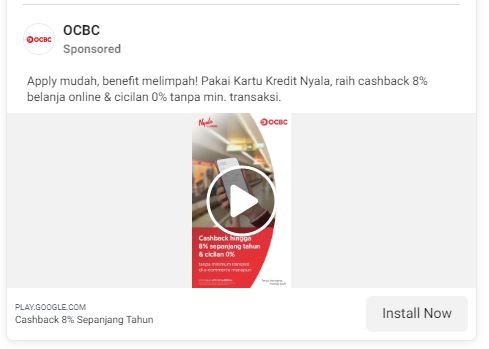 OCBC
OCBC
Sponsored
Apply mudah, benefit melimpah! Pakai Kartu Kredit Nyala, raih cashback 8%
belanja online & cicilan 0% tanpa min. transaksi.
Nyala
OCBC
Cashback hingga
8% sepanjang tahun
& cicilan 0%
tanpa minimum transaksi
di e-commerce manapun
PLAY.GOOGLE.COM
Cashback 8% Sepanjang Tahun
Install Now